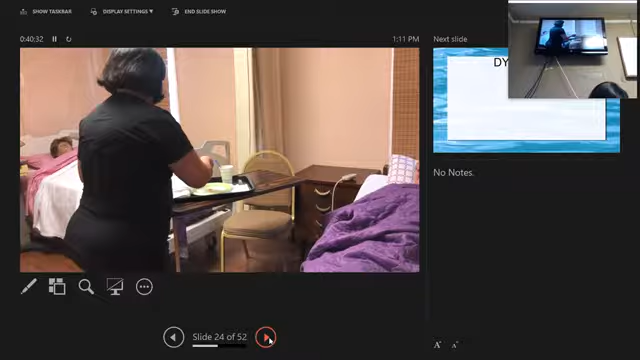 SHOW TASKBAR
DISPLAY SETTINGS ▼
END SLIDE SHOW
0:40:32
1:11 PM
Next slide
DY
No Notes.
Slide 24 of 52
A
A